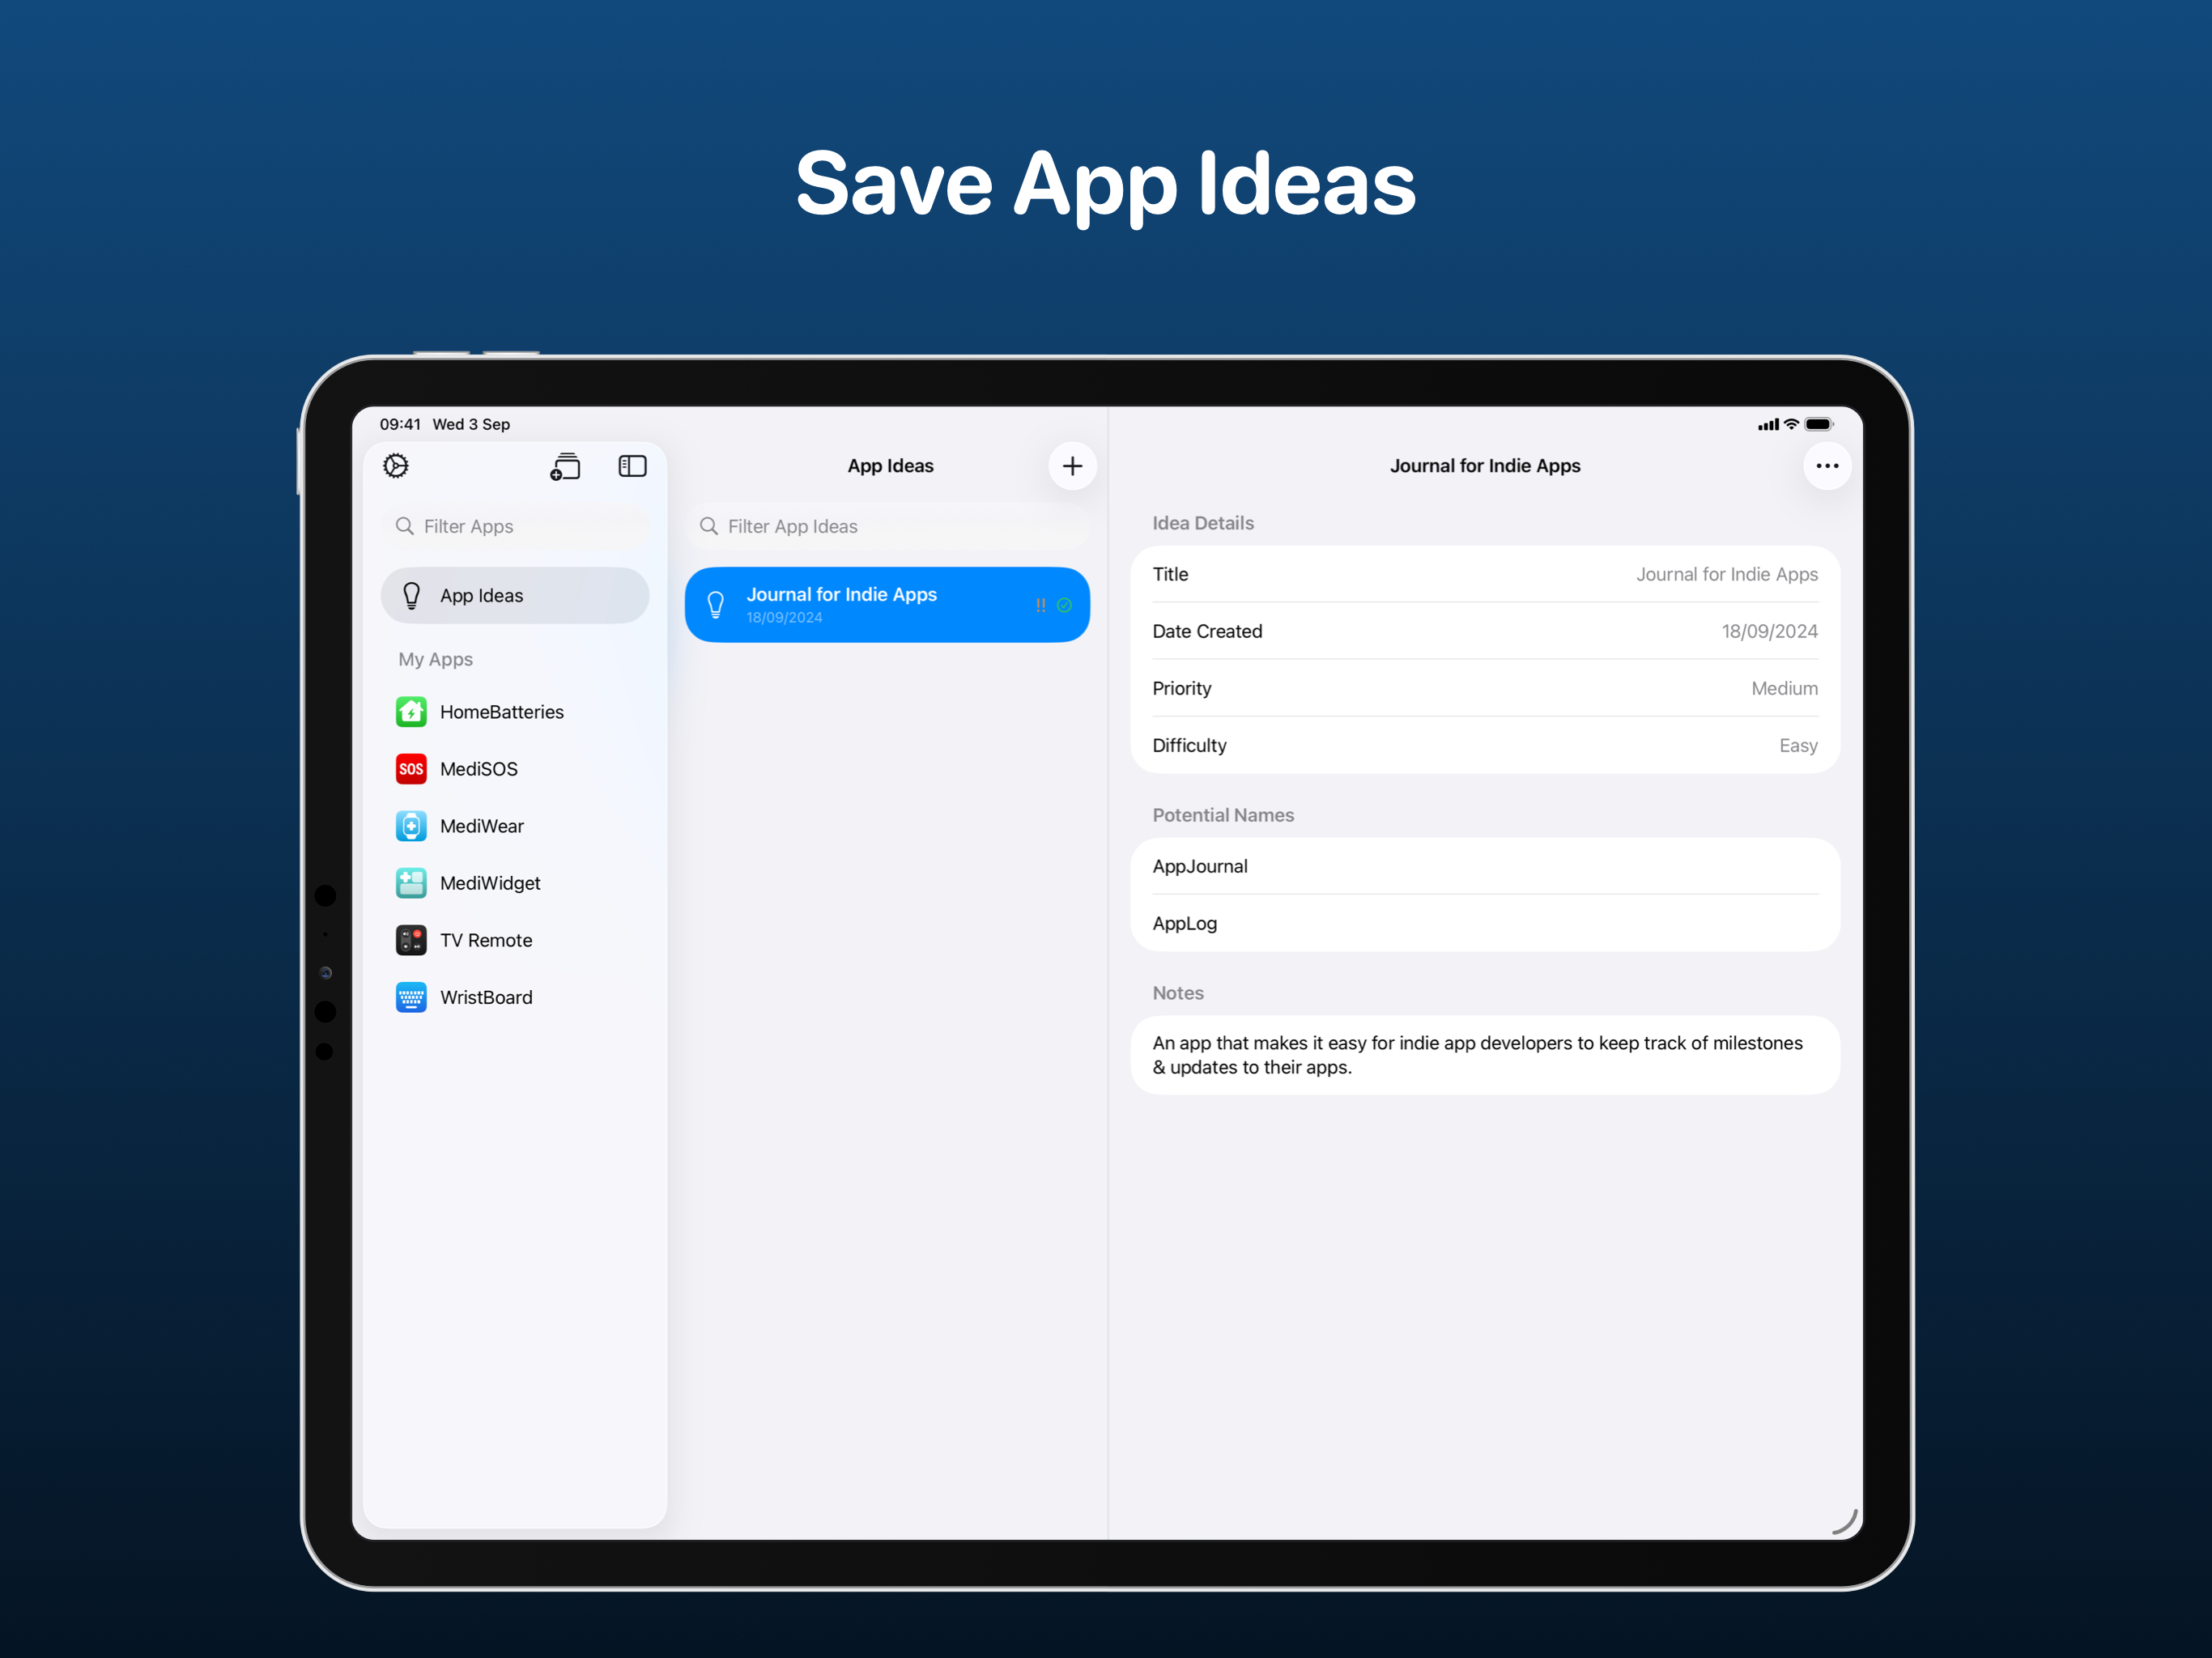 Save App Ideas
09:41 Wed 3 Sep
Filter Apps
App Ideas
My Apps
HomeBatteries
SOS
MediSOS
MediWear
MediWidget
TV Remote
WristBoard
App Ideas
Filter App Ideas
Journal for Indie Apps
18/09/2024
!!
Journal for Indie Apps
Idea Details
Title Journal for Indie Apps
Date Created 18/09/2024
Priority Medium
Difficulty Easy
Potential Names
AppJournal
AppLog
Notes
An app that makes it easy for indie app developers to keep track of milestones
& updates to their apps.